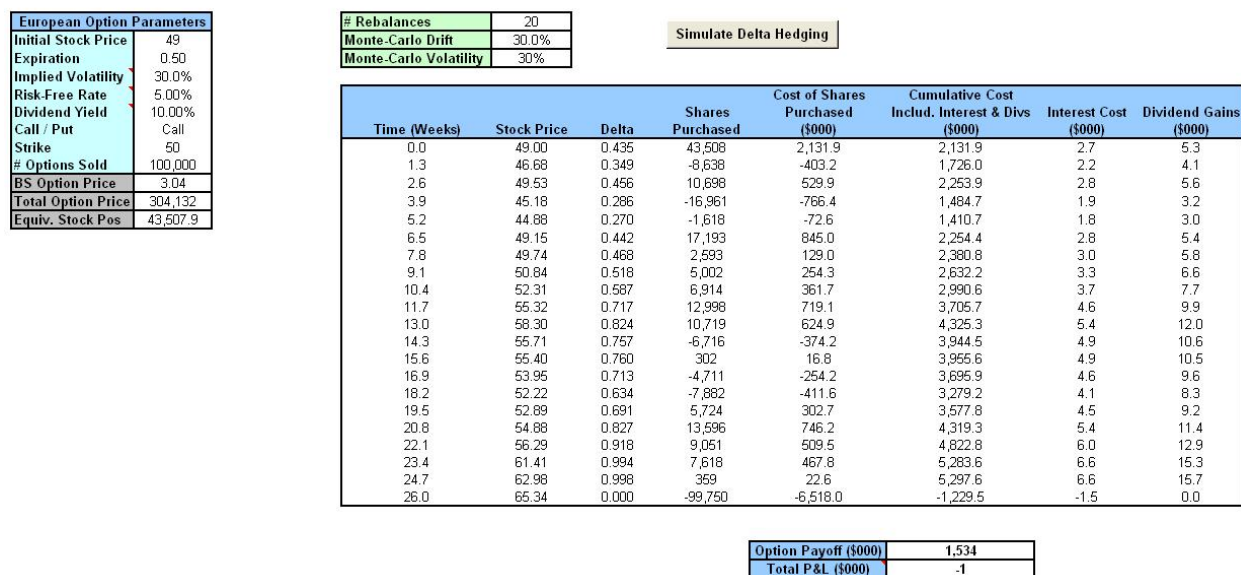 European Option Parameters
Initial Stock Price 49
Expiration 0.50
Implied Volatility 30.0%
Risk-Free Rate 5.00%
Dividend Yield 10.00%
Call / Put Call
Strike 50
# Options Sold 100,000
BS Option Price 3.04
Total Option Price 304,132
Equiv. Stock Pos 43,507.9
# Rebalances 20
Monte-Carlo Drift 30.0%
Monte-Carlo Volatility 30%
Simulate Delta Hedging
Cost of Shares Cumulative Cost
Shares Purchased Includ. Interest & Divs Interest Cost Dividend Gains
Time (Weeks) Stock Price Delta Purchased ($000) ($000) ($000) ($000)
0.0 49.00 0.435 43,508 2,131.9 2,131.9 2.7 5.3
1.3 46.68 0.349 -8,638 -403.2 1,726.0 2.2 4.1
2.6 49.53 0.456 10,698 529.9 2,253.9 2.8 5.6
3.9 45.18 0.286 -16,961 -766.4 1,484.7 1.9 3.2
5.2 44.88 0.270 -1,618 -72.6 1,410.7 1.8 3.0
6.5 49.15 0.442 17,193 845.0 2,254.4 2.8 5.4
7.8 49.74 0.468 2,593 129.0 2,380.8 3.0 5.8
9.1 50.84 0.518 5,002 254.3 2,632.2 3.3 6.6
10.4 52.31 0.587 6,914 361.7 2,990.6 3.7 7.7
11.7 55.32 0.717 12,998 719.1 3,705.7 4.6 9.9
13.0 58.30 0.824 10,719 624.9 4,325.3 5.4 12.0
14.3 55.71 0.757 -6,716 -374.2 3,944.5 4.9 10.6
15.6 55.40 0.760 302 16.8 3,955.6 4.9 10.5
16.9 53.95 0.713 -4,711 -254.2 3,695.9 4.6 9.6
18.2 52.22 0.634 -7,882 -411.6 3,279.2 4.1 8.3
19.5 52.89 0.691 5,724 302.7 3,577.8 4.5 9.2
20.8 54.88 0.827 13,596 746.2 4,319.3 5.4 11.4
22.1 56.29 0.918 9,051 509.5 4,822.8 6.0 12.9
23.4 61.41 0.994 7,618 467.8 5,283.6 6.6 15.3
24.7 62.98 0.998 359 22.6 5,297.6 6.6 15.7
26.0 65.34 0.000 -99,750 -6,518.0 -1,229.5 -1.5 0.0
Option Payoff ($000) 1,534
Total P&L ($000) -1